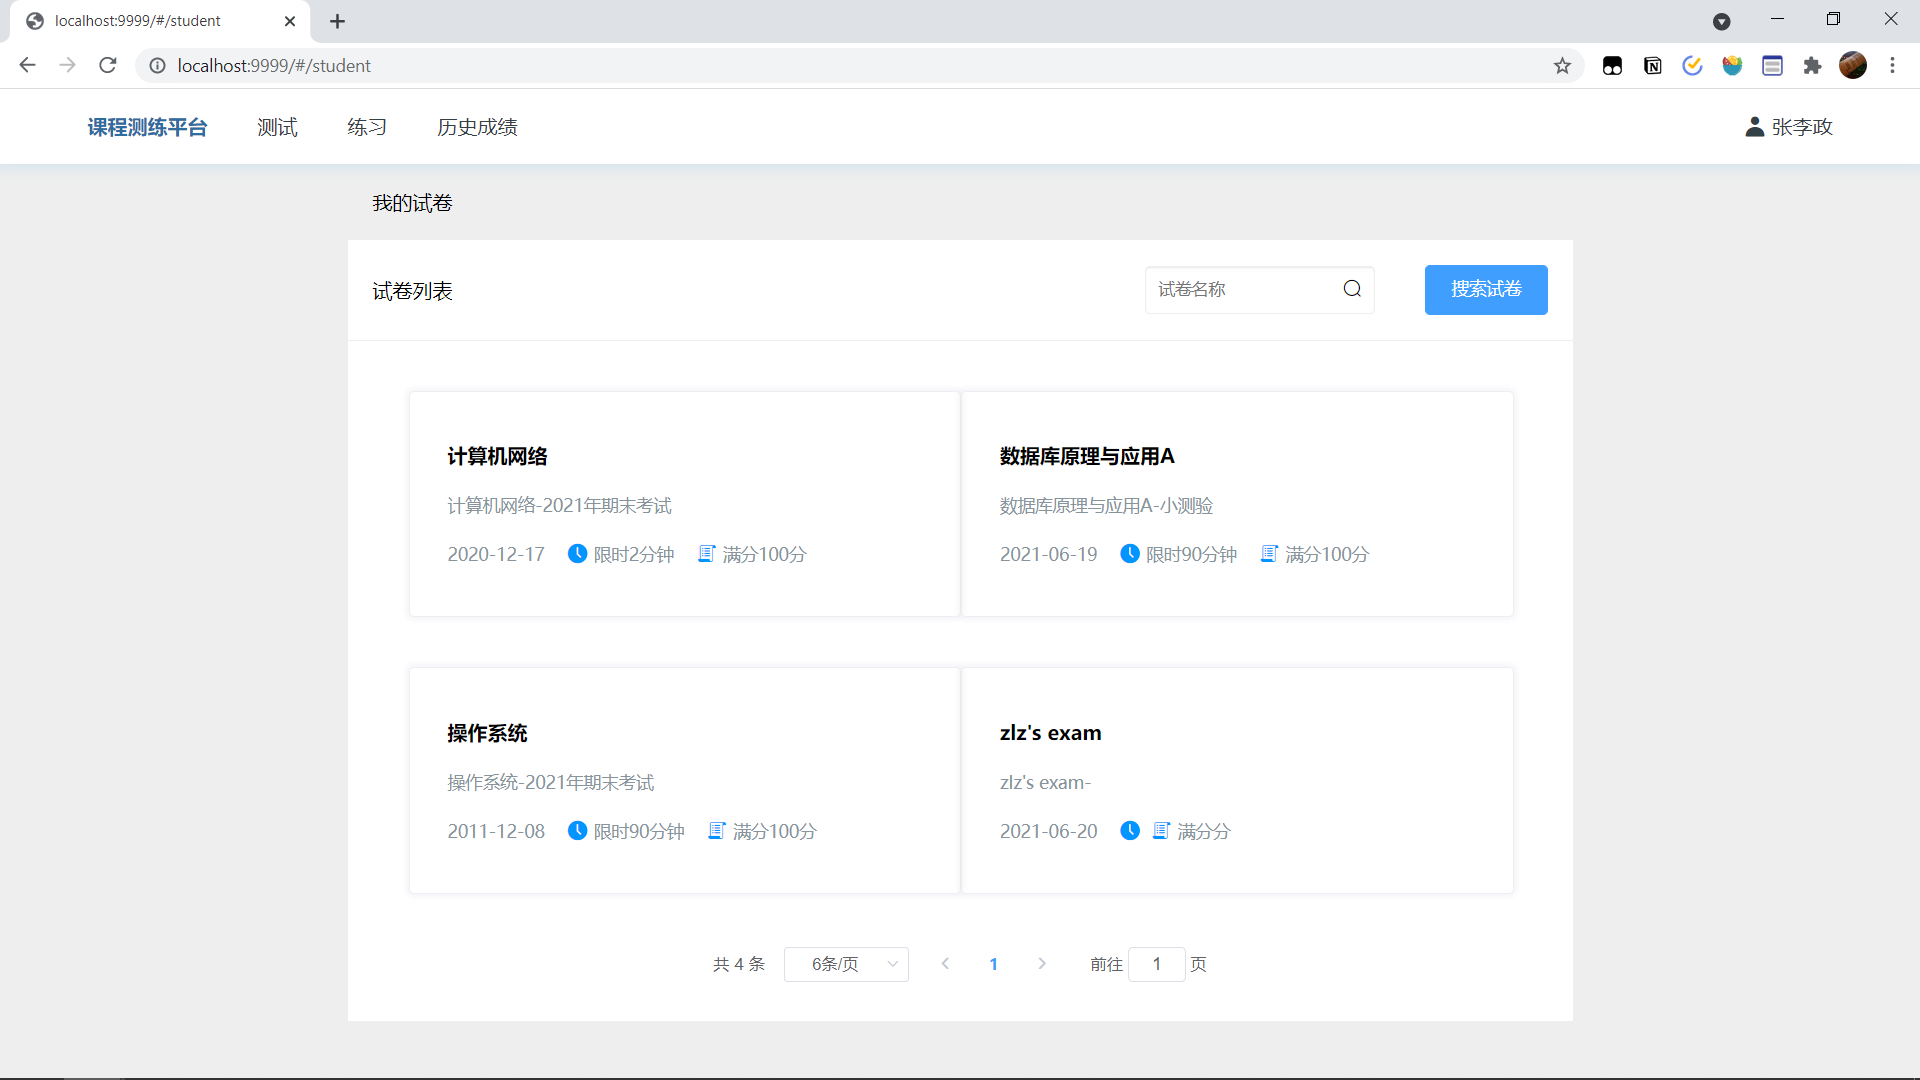 localhost:9999/#/student
localhost:9999/#/student
课程测练平台 测试 练习 历史成绩 张李政
我的试卷
试卷列表 试卷名称 搜索试卷
计算机网络
计算机网络-2021年期末考试
2020-12-17 限时2分钟 满分100分
数据库原理与应用A
数据库原理与应用A-小测验
2021-06-19 限时90分钟 满分100分
操作系统
操作系统-2021年期末考试
2011-12-08 限时90分钟 满分100分
zlz's exam
zlz's exam-
2021-06-20 满分分
共 4 条 6条/页 1 前往 1 页